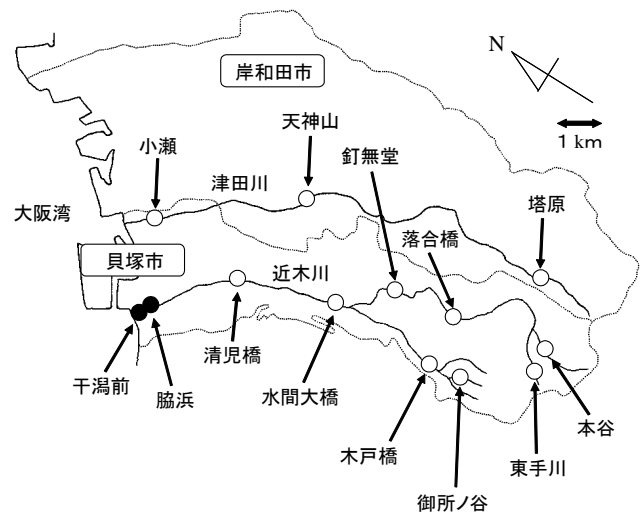 岸和田市
N
1 km
天神山
小瀬
釘無堂
津田川
塔原
大阪湾
落合橋
貝塚市
近木川
清児橋
干潟前
脇浜
水間大橋
本谷
木戸橋
東手川
御所ノ谷